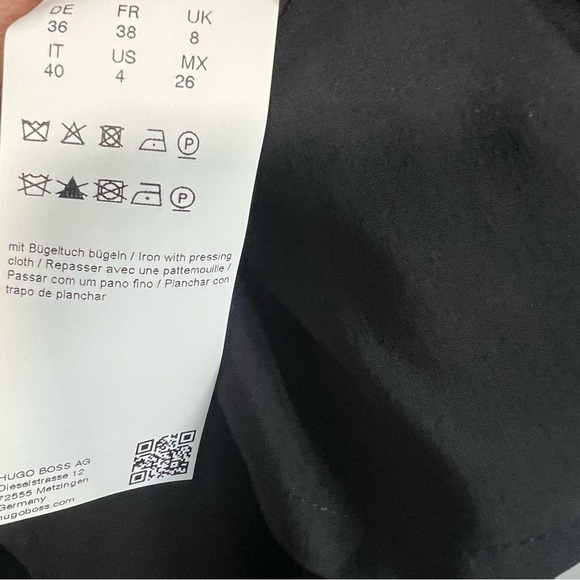 DE FR UK
36 38 8
IT US MX
40 4 26
P
P
mit Bügeltuch bügeln / Iron with pressing
cloth / Repasser avec une pattemouille /
Passar com um pano fino / Planchar con
trapo de planchar
HUGO BOSS AG
Dieselstrasse 12
72555 Metzingen
Germany
hugoboss.com